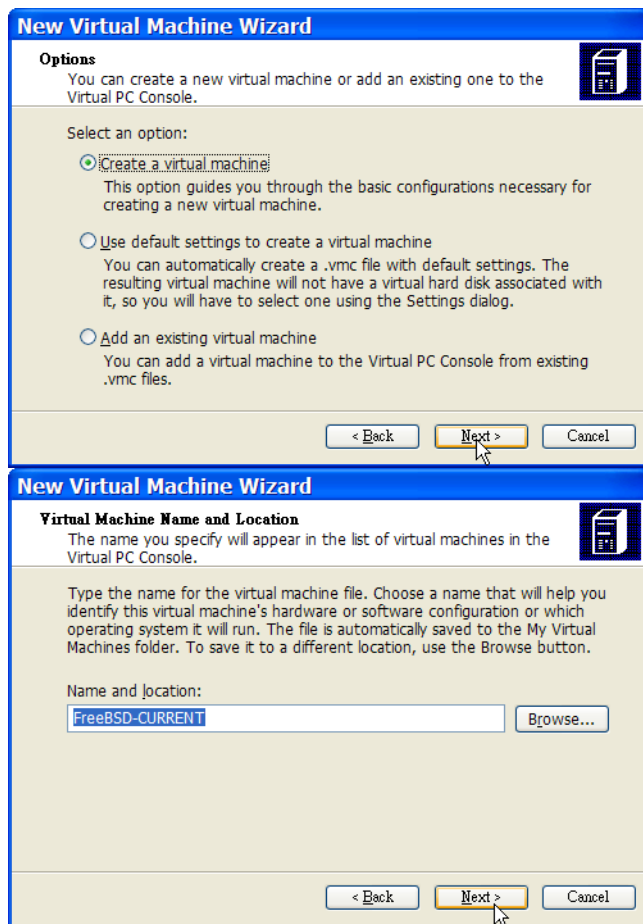 New Virtual Machine Wizard
Options
You can create a new virtual machine or add an existing one to the
Virtual PC Console.
Select an option:
Create a virtual machine
This option guides you through the basic configurations necessary for
creating a new virtual machine.
Use default settings to create a virtual machine
You can automatically create a .vmc file with default settings. The
resulting virtual machine will not have a virtual hard disk associated with
it, so you will have to select one using the Settings dialog.
Add an existing virtual machine
You can add a virtual machine to the Virtual PC Console from existing
.vmc files.
< Back Next > Cancel
New Virtual Machine Wizard
Virtual Machine Name and Location
The name you specify will appear in the list of virtual machines in the
Virtual PC Console.
Type the name for the virtual machine file. Choose a name that will help you
identify this virtual machine's hardware or software configuration or which
operating system it will run. The file is automatically saved to the My Virtual
Machines folder. To save it to a different location, use the Browse button.
Name and location:
FreeBSD-CURRENT Browse...
< Back Next > Cancel